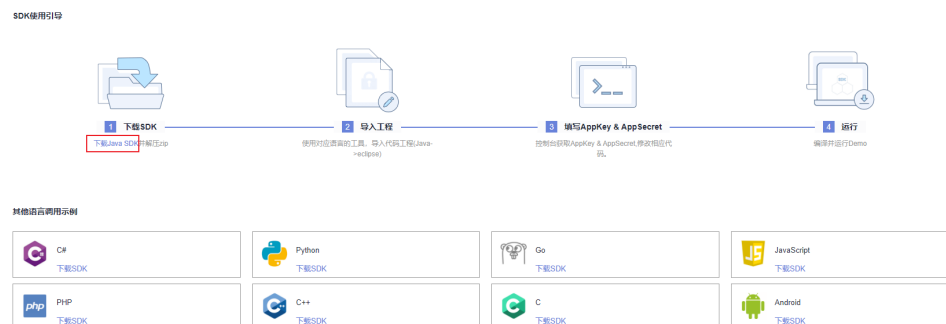 SDK使用引导
1 下载SDK
2 导入工程
3 填写AppKey & AppSecret
4 运行
下载Java SDK并解压zip
使用对应语言的工具，导入代码工程(Java-
>eclipse)
控制台获取AppKey & AppSecret,修改相应代
码。
编译并运行Demo
其他语言调用示例
C#
下载SDK
Python
下载SDK
Go
下载SDK
JS
JavaScript
下载SDK
php
PHP
下载SDK
C++
C++
下载SDK
C
C
下载SDK
Android
下载SDK